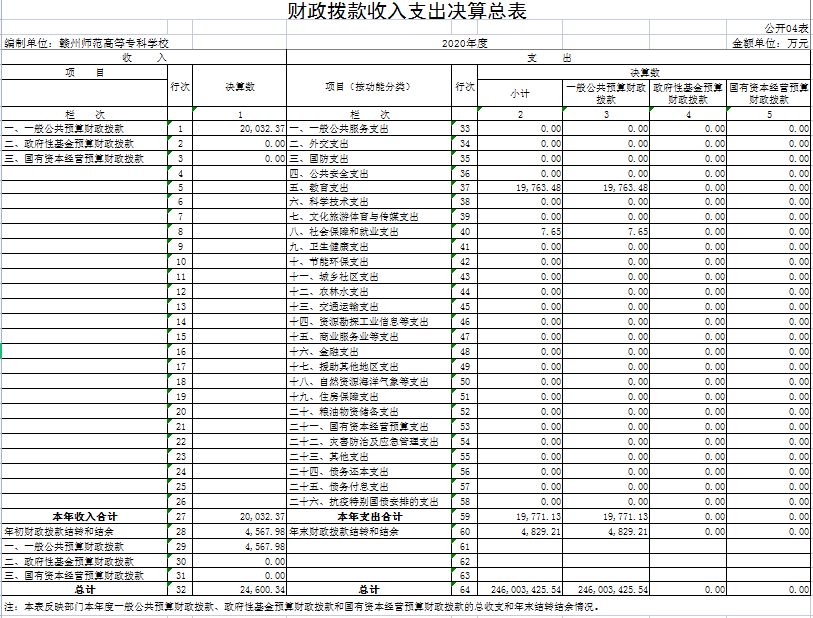 财政拨款收入支出决算总表
公开04表
编制单位：赣州师范高等专科学校 2020年度 金额单位：万元
收 入 支 出
项 目 行次 决算数 项目（按功能分类） 行次 决算数
小计 一般公共预算财政拨款 政府性基金预算财政拨款 国有资本经营预算财政拨款
栏 次 1 栏 次 2 3 4 5
一、一般公共预算财政拨款 1 20,032.37 一、一般公共服务支出 33 0.00 0.00 0.00 0.00
二、政府性基金预算财政拨款 2 0.00 二、外交支出 34 0.00 0.00 0.00 0.00
三、国有资本经营预算财政拨款 3 0.00 三、国防支出 35 0.00 0.00 0.00 0.00
4 四、公共安全支出 36 0.00 0.00 0.00 0.00
5 五、教育支出 37 19,763.48 19,763.48 0.00 0.00
6 六、科学技术支出 38 0.00 0.00 0.00 0.00
7 七、文化旅游体育与传媒支出 39 0.00 0.00 0.00 0.00
8 八、社会保障和就业支出 40 7.65 7.65 0.00 0.00
9 九、卫生健康支出 41 0.00 0.00 0.00 0.00
10 十、节能环保支出 42 0.00 0.00 0.00 0.00
11 十一、城乡社区支出 43 0.00 0.00 0.00 0.00
12 十二、农林水支出 44 0.00 0.00 0.00 0.00
13 十三、交通运输支出 45 0.00 0.00 0.00 0.00
14 十四、资源勘探工业信息等支出 46 0.00 0.00 0.00 0.00
15 十五、商业服务业等支出 47 0.00 0.00 0.00 0.00
16 十六、金融支出 48 0.00 0.00 0.00 0.00
17 十七、援助其他地区支出 49 0.00 0.00 0.00 0.00
18 十八、自然资源海洋气象等支出 50 0.00 0.00 0.00 0.00
19 十九、住房保障支出 51 0.00 0.00 0.00 0.00
20 二十、粮油物资储备支出 52 0.00 0.00 0.00 0.00
21 二十一、国有资本经营预算支出 53 0.00 0.00 0.00 0.00
22 二十二、灾害防治及应急管理支出 54 0.00 0.00 0.00 0.00
23 二十三、其他支出 55 0.00 0.00 0.00 0.00
24 二十四、债务还本支出 56 0.00 0.00 0.00 0.00
25 二十五、债务付息支出 57 0.00 0.00 0.00 0.00
26 二十六、抗疫特别国债安排的支出 58 0.00 0.00 0.00 0.00
本年收入合计 27 20,032.37 本年支出合计 59 19,771.13 19,771.13 0.00 0.00
年初财政拨款结转和结余 28 4,567.98 年末财政拨款结转和结余 60 4,829.21 4,829.21 0.00 0.00
一、一般公共预算财政拨款 29 4,567.98 61
二、政府性基金预算财政拨款 30 0.00 62
三、国有资本经营预算财政拨款 31 0.00 63
总计 32 24,600.34 总计 64 246,003,425.54 246,003,425.54 0.00 0.00
注：本表反映部门本年度一般公共预算财政拨款、政府性基金预算财政拨款和国有资本经营预算财政拨款的总收支和年末结转结余情况。